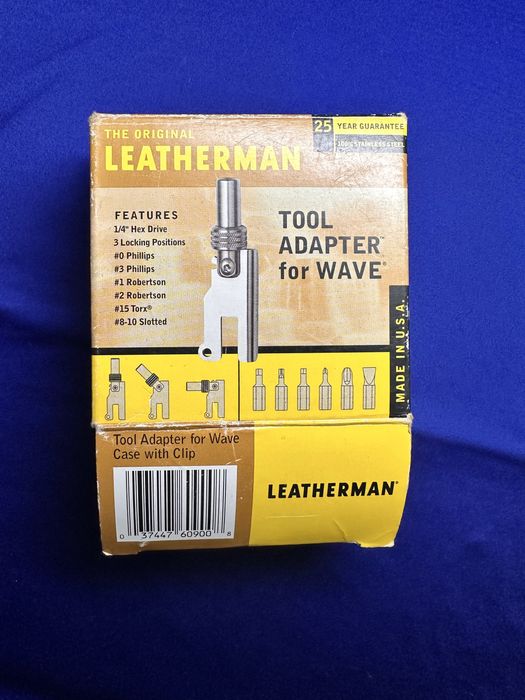 THE ORIGINAL
LEATHERMAN
25 YEAR GUARANTEE
100% STAINLESS STEEL
FEATURES
1/4" Hex Drive
3 Locking Positions
#0 Phillips
#3 Phillips
#1 Robertson
#2 Robertson
#15 Torx®
#8-10 Slotted
TOOL
ADAPTER™
for WAVE®
MADE IN U.S.A.
Tool Adapter for Wave
Case with Clip
0 37447 60900 8
LEATHERMAN®